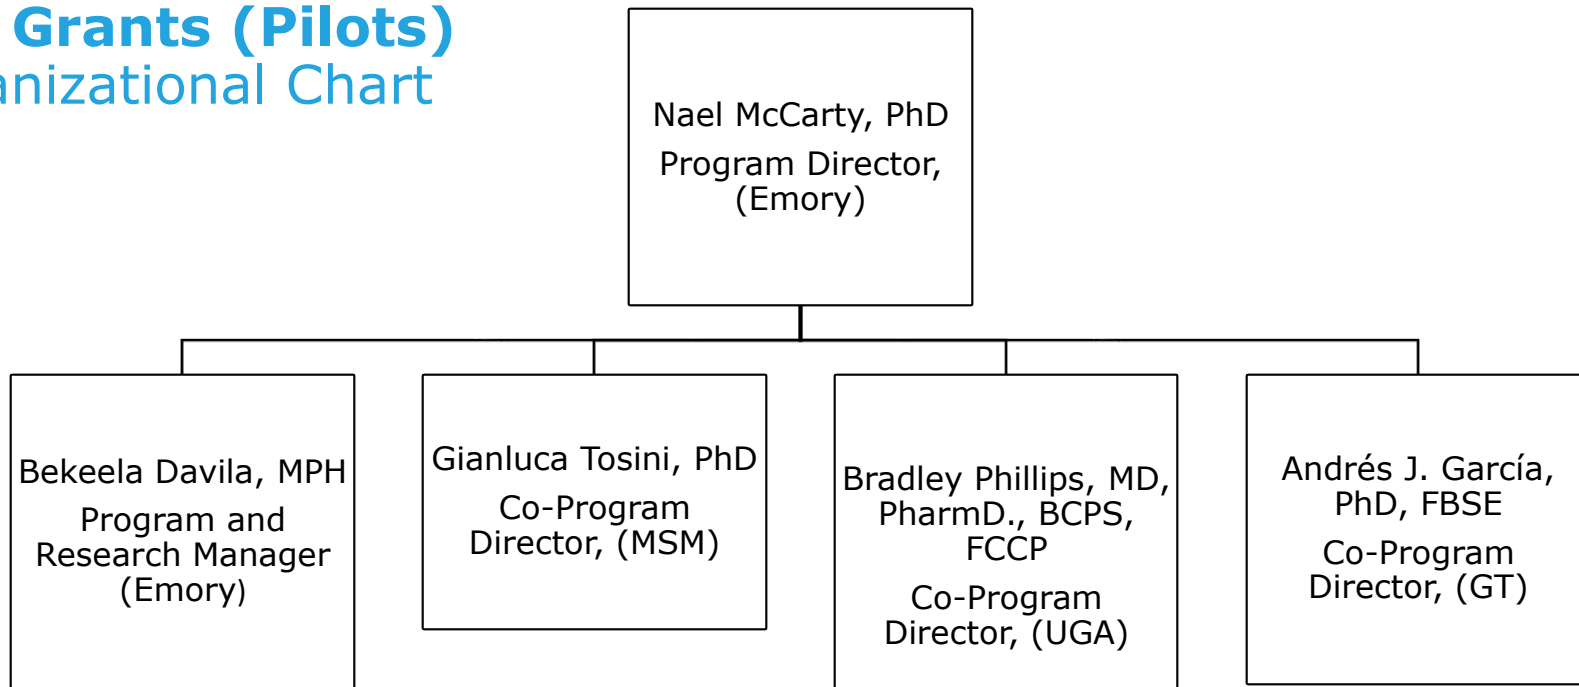 Grants (Pilots)
anizational Chart
Nael McCarty, PhD
Program Director,
(Emory)
Bekeela Davila, MPH
Program and
Research Manager
(Emory)
Gianluca Tosini, PhD
Co-Program
Director, (MSM)
Bradley Phillips, MD,
PharmD., BCPS,
FCCP
Co-Program
Director, (UGA)
Andrés J. García,
PhD, FBSE
Co-Program
Director, (GT)